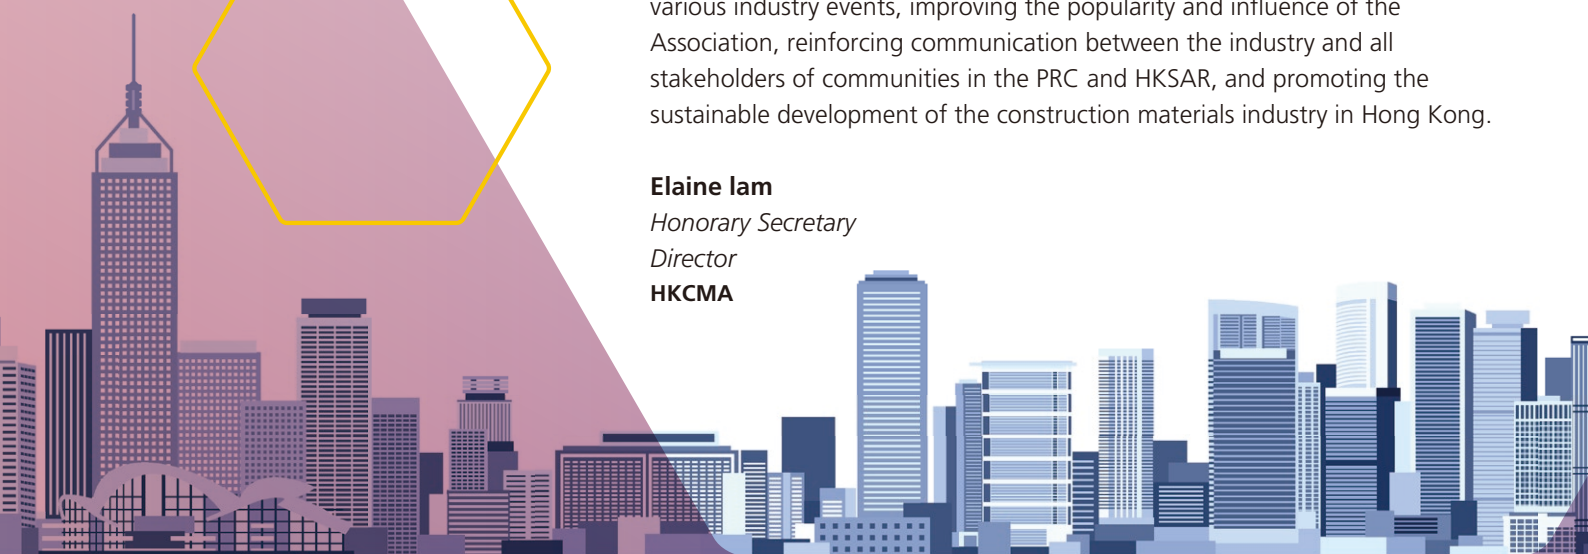 various industry events, improving the popularity and influence of the
Association, reinforcing communication between the industry and all
stakeholders of communities in the PRC and HKSAR, and promoting the
sustainable development of the construction materials industry in Hong Kong.
Elaine lam
Honorary Secretary
Director
HKCMA